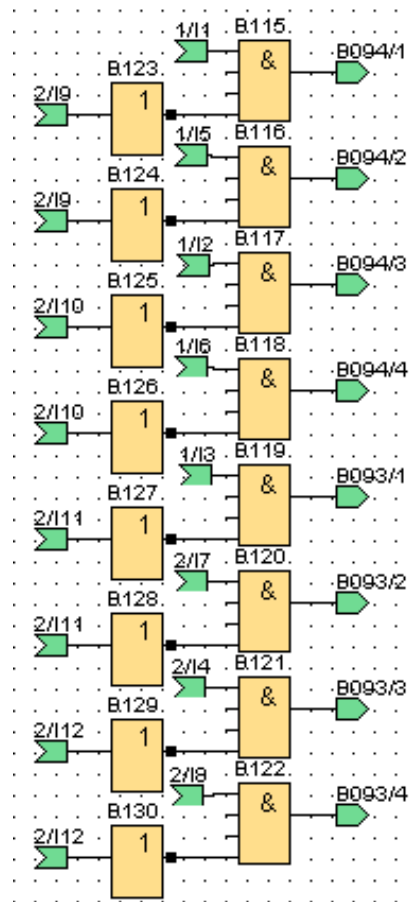 1/I1 B115 B094/1
B123 &
2/I9 1
1/I5 B116 B094/2
B124 &
2/I9 1
1/I2 B117 B094/3
B125 &
2/I10 1
1/I6 B118 B094/4
B126 &
2/I10 1
1/I3 B119 B093/1
B127 &
2/I11 1
2/I7 B120 B093/2
B128 &
2/I11 1
2/I4 B121 B093/3
B129 &
2/I12 1
2/I8 B122 B093/4
B130 &
2/I12 1